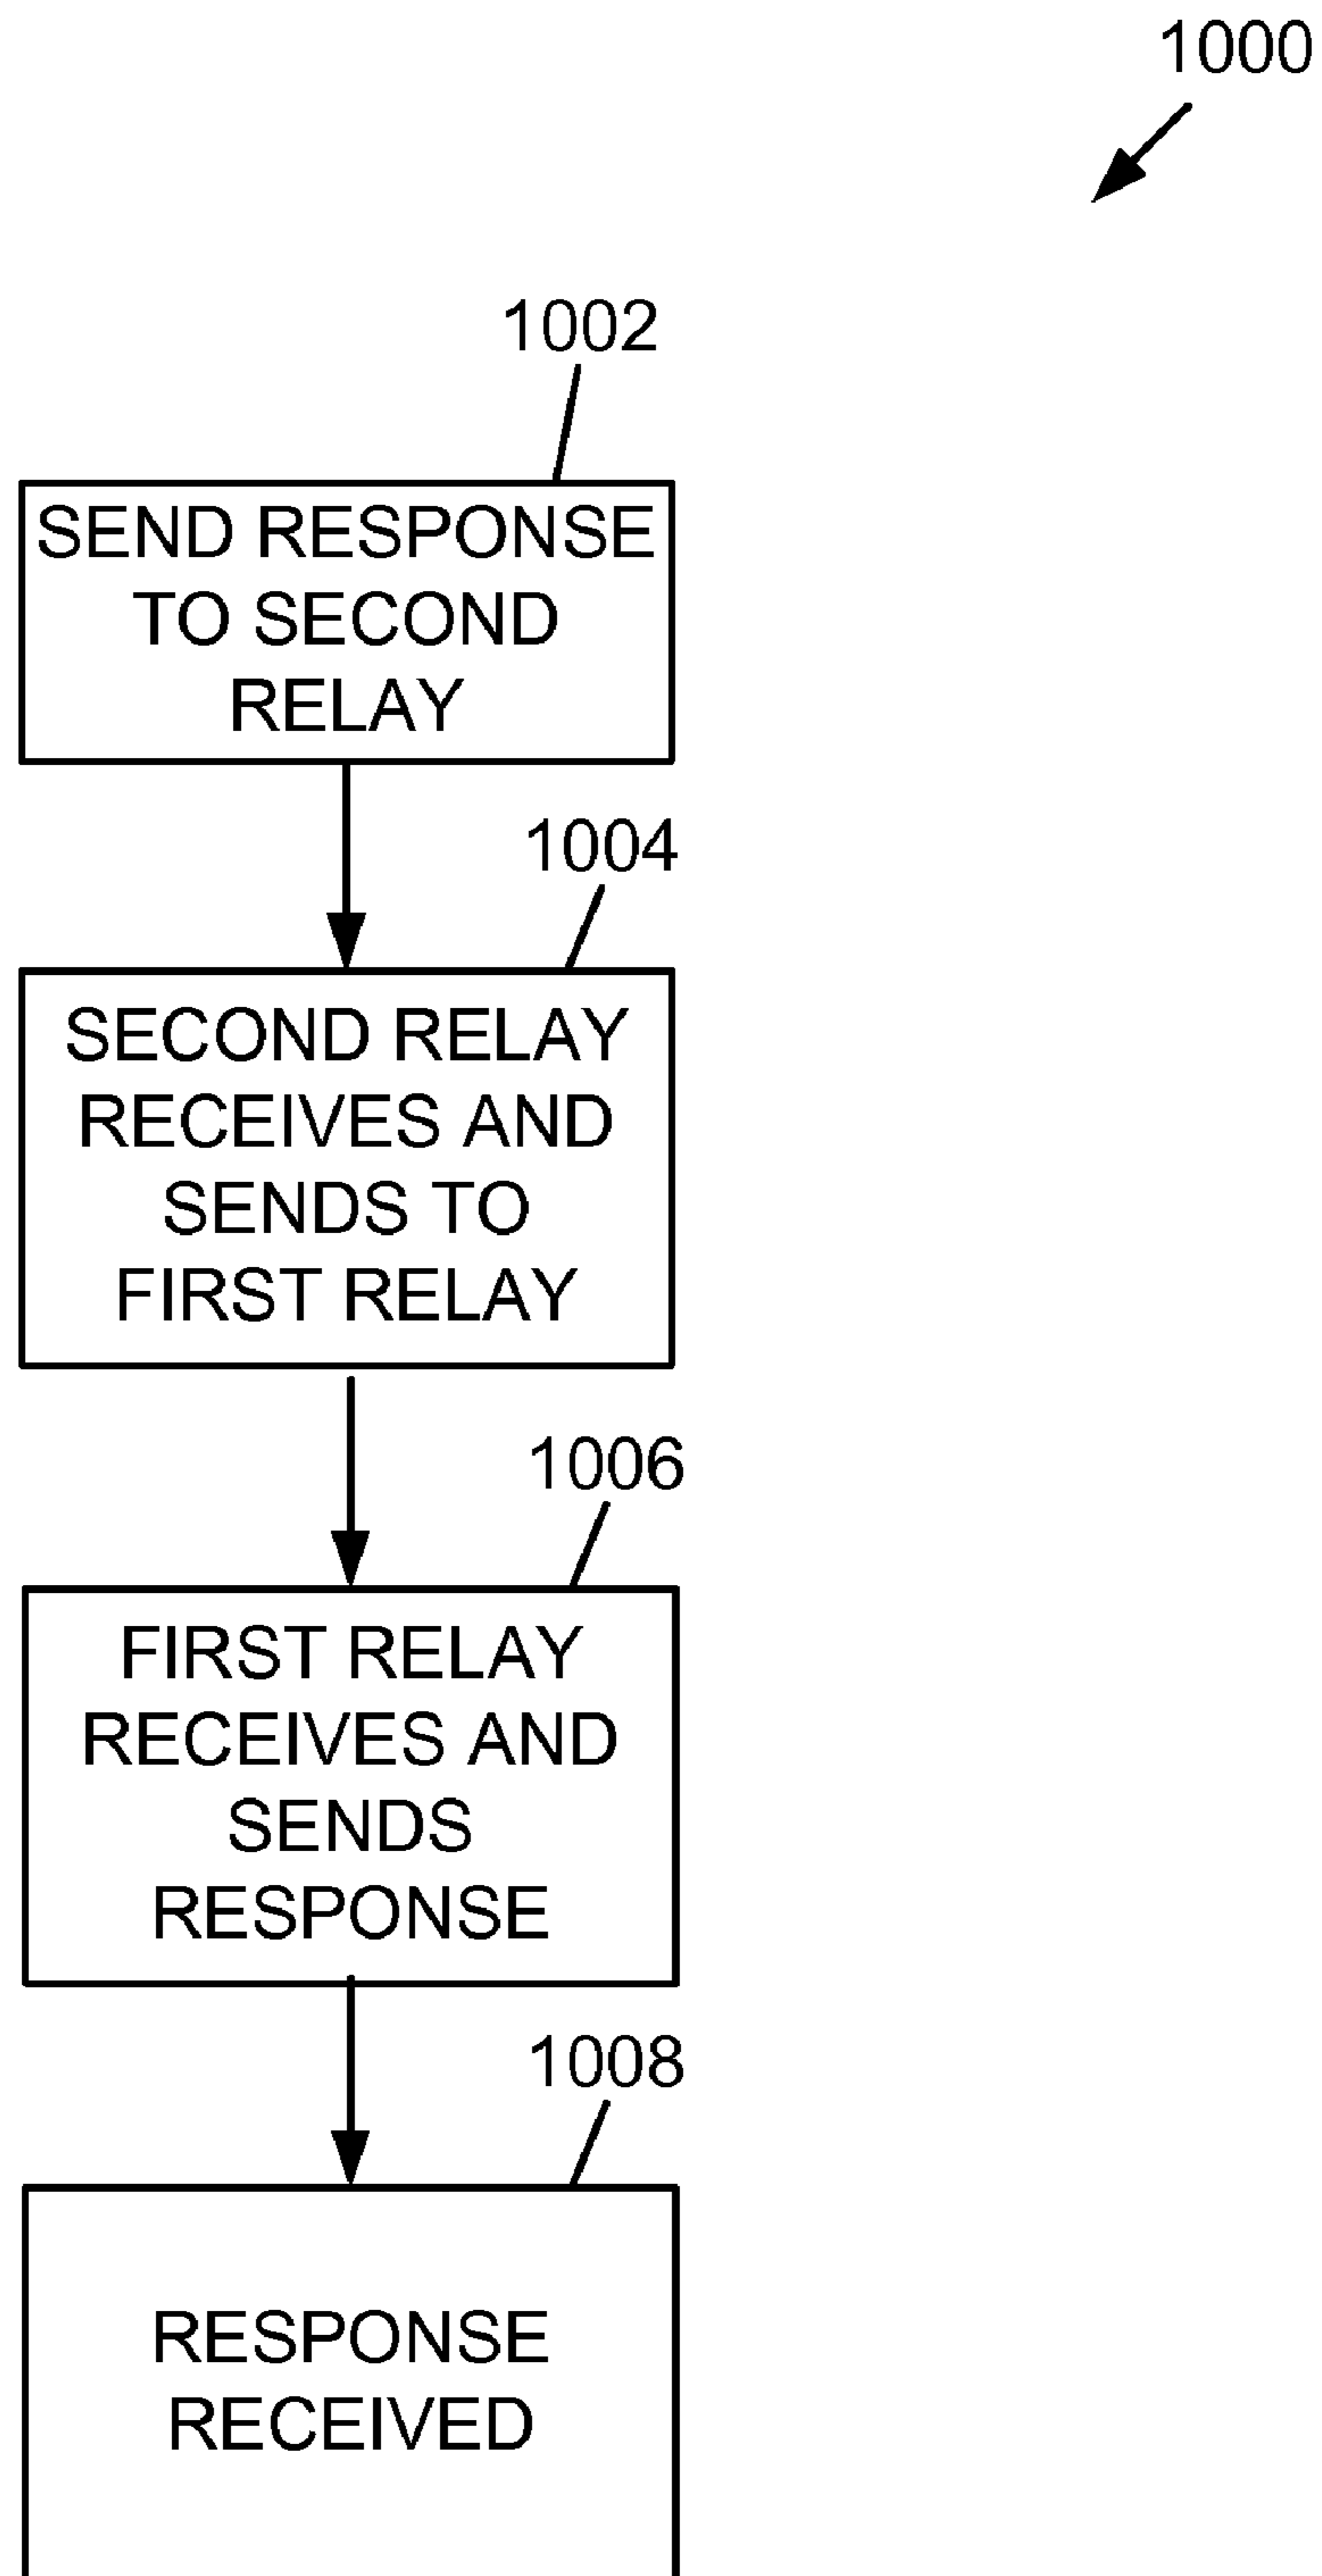 1000
1002
SEND RESPONSE
TO SECOND
RELAY
1004
SECOND RELAY
RECEIVES AND
SENDS TO
FIRST RELAY
1006
FIRST RELAY
RECEIVES AND
SENDS
RESPONSE
1008
RESPONSE
RECEIVED